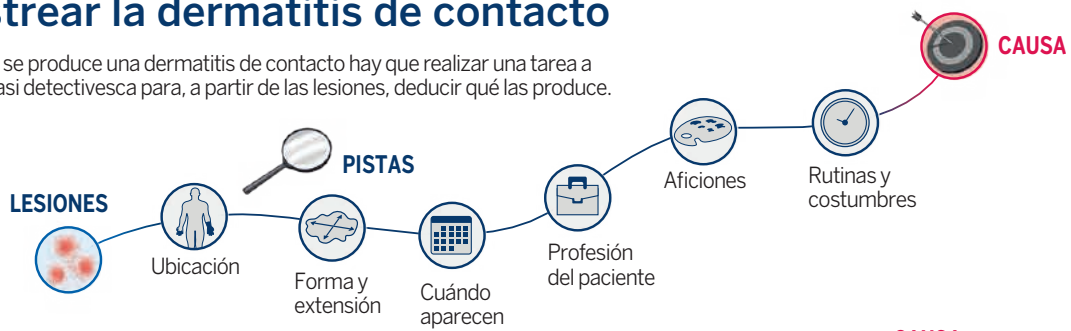 strear la dermatitis de contacto
se produce una dermatitis de contacto hay que realizar una tarea a
asi detectivesca para, a partir de las lesiones, deducir qué las produce.
CAUSA
PISTAS
LESIONES
Ubicación
Forma y
extensión
Cuándo
aparecen
Profesión
del paciente
Aficiones
Rutinas y
costumbres